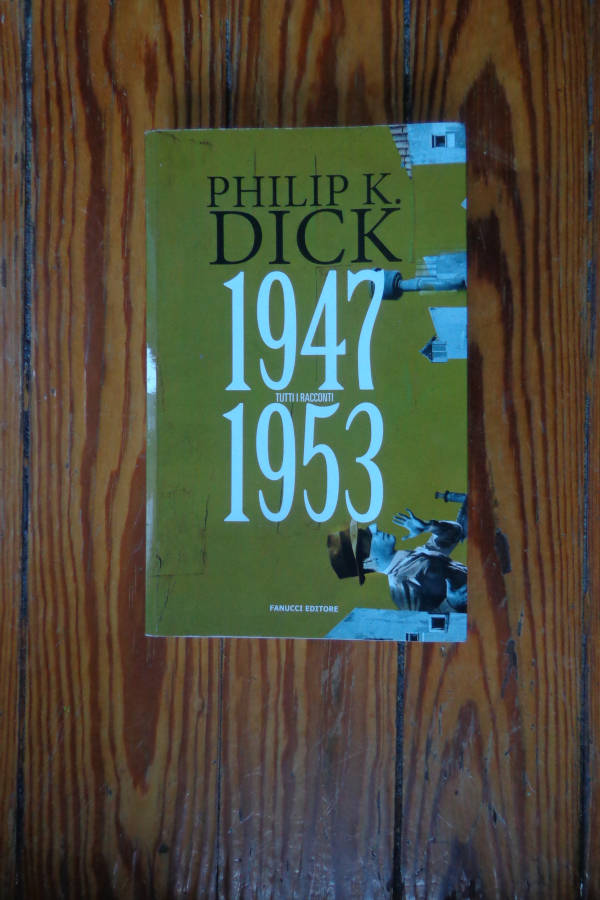 PHILIP K.
DICK
1947
TUTTI I RACCONTI
1953
FANUCCI EDITORE